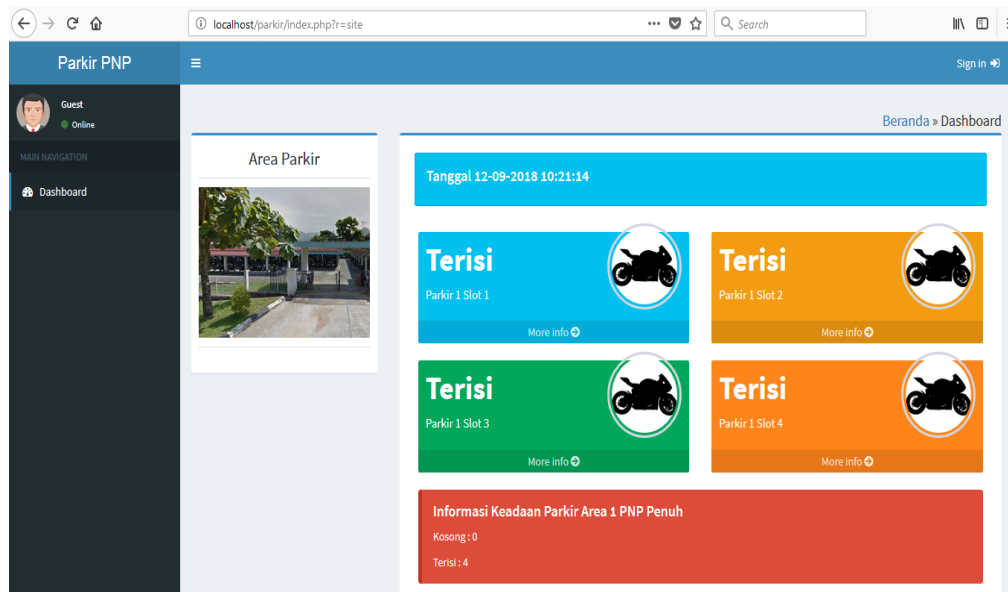 localhost/parkir/index.php?r=site
Search
Parkir PNP
Sign in
Guest
Online
MAIN NAVIGATION
Dashboard
Beranda » Dashboard
Area Parkir
Tanggal 12-09-2018 10:21:14
Terisi
Parkir 1 Slot 1
More info
Terisi
Parkir 1 Slot 2
More info
Terisi
Parkir 1 Slot 3
More info
Terisi
Parkir 1 Slot 4
More info
Informasi Keadaan Parkir Area 1 PNP Penuh
Kosong : 0
Terisi : 4